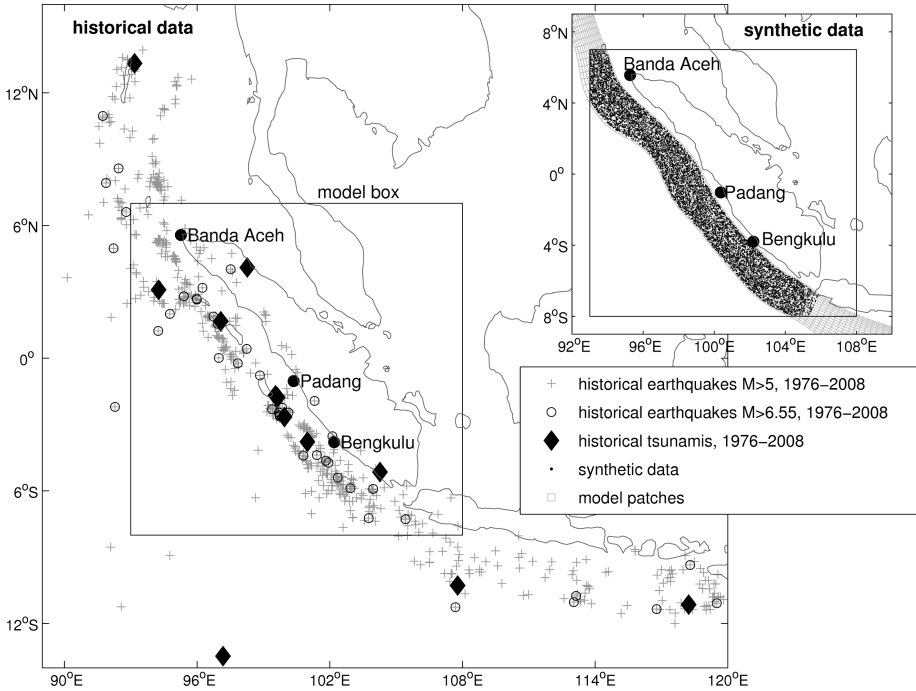 historical data
synthetic data
8°N
4°N
0°
4°S
8°S
92°E 96°E 100°E 104°E 108°E
Banda Aceh
Padang
Bengkulu
12°N
6°N
0°
6°S
12°S
model box
Banda Aceh
Padang
Bengkulu
historical earthquakes M>5, 1976−2008
historical earthquakes M>6.55, 1976−2008
historical tsunamis, 1976−2008
synthetic data
model patches
90°E 96°E 102°E 108°E 114°E 120°E